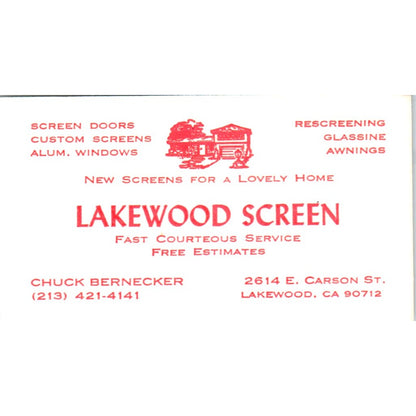 SCREEN DOORS
CUSTOM SCREENS
ALUM. WINDOWS
RESCREENING
GLASSINE
AWNINGS
NEW SCREENS FOR A LOVELY HOME
LAKEWOOD SCREEN
FAST COURTEOUS SERVICE
FREE ESTIMATES
CHUCK BERNECKER
(213) 421-4141
2614 E. CARSON ST.
LAKEWOOD, CA 90712